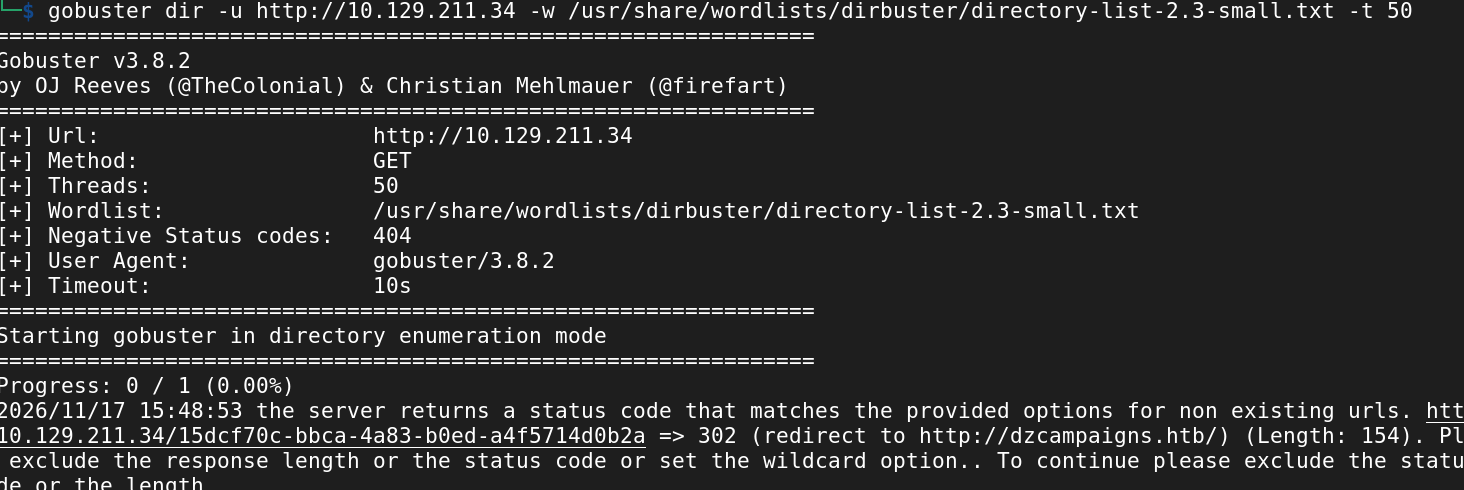 $ gobuster dir -u http://10.129.211.34 -w /usr/share/wordlists/dirbuster/directory-list-2.3-small.txt -t 50
===============================================================
Gobuster v3.8.2
by OJ Reeves (@TheColonial) & Christian Mehlmauer (@firefart)
===============================================================
[+] Url:                     http://10.129.211.34
[+] Method:                  GET
[+] Threads:                 50
[+] Wordlist:                /usr/share/wordlists/dirbuster/directory-list-2.3-small.txt
[+] Negative Status codes:   404
[+] User Agent:              gobuster/3.8.2
[+] Timeout:                 10s
===============================================================
Starting gobuster in directory enumeration mode
===============================================================
Progress: 0 / 1 (0.00%)
2026/11/17 15:48:53 the server returns a status code that matches the provided options for non existing urls. htt
10.129.211.34/15dcf70c-bbca-4a83-b0ed-a4f5714d0b2a => 302 (redirect to http://dzcampaigns.htb/) (Length: 154). Pl
exclude the response length or the status code or set the wildcard option.. To continue please exclude the statu
de or the length